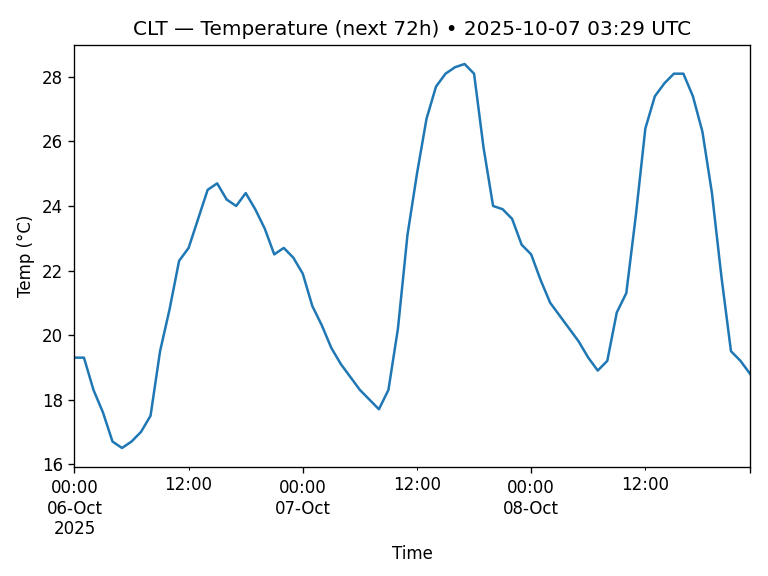 CLT — Temperature (next 72h) • 2025-10-07 03:29 UTC
Temp (°C)
28
26
24
22
20
18
16
00:00 12:00 00:00 12:00 00:00 12:00
06-Oct 07-Oct 08-Oct
2025
Time